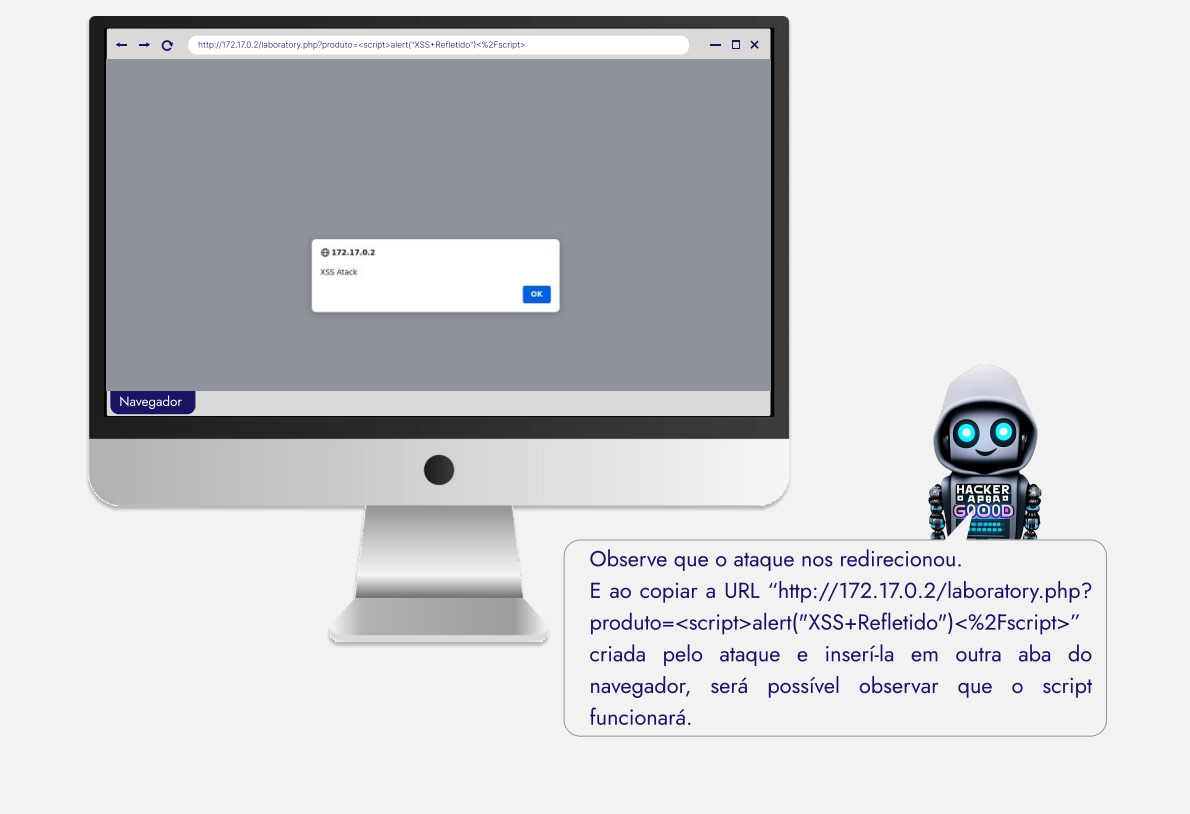 http://172.17.0.2/laboratory.php?produto=<script>alert("XSS+Refletido")<%2Fscript>
172.17.0.2
XSS Atack
OK
Navegador
HACKER
APBA
GOOOD
Observe que o ataque nos redirecionou.
E ao copiar a URL “http://172.17.0.2/laboratory.php?
produto=<script>alert("XSS+Refletido")<%2Fscript>”
criada pelo ataque e inserí-la em outra aba do
navegador, será possível observar que o script
funcionará.